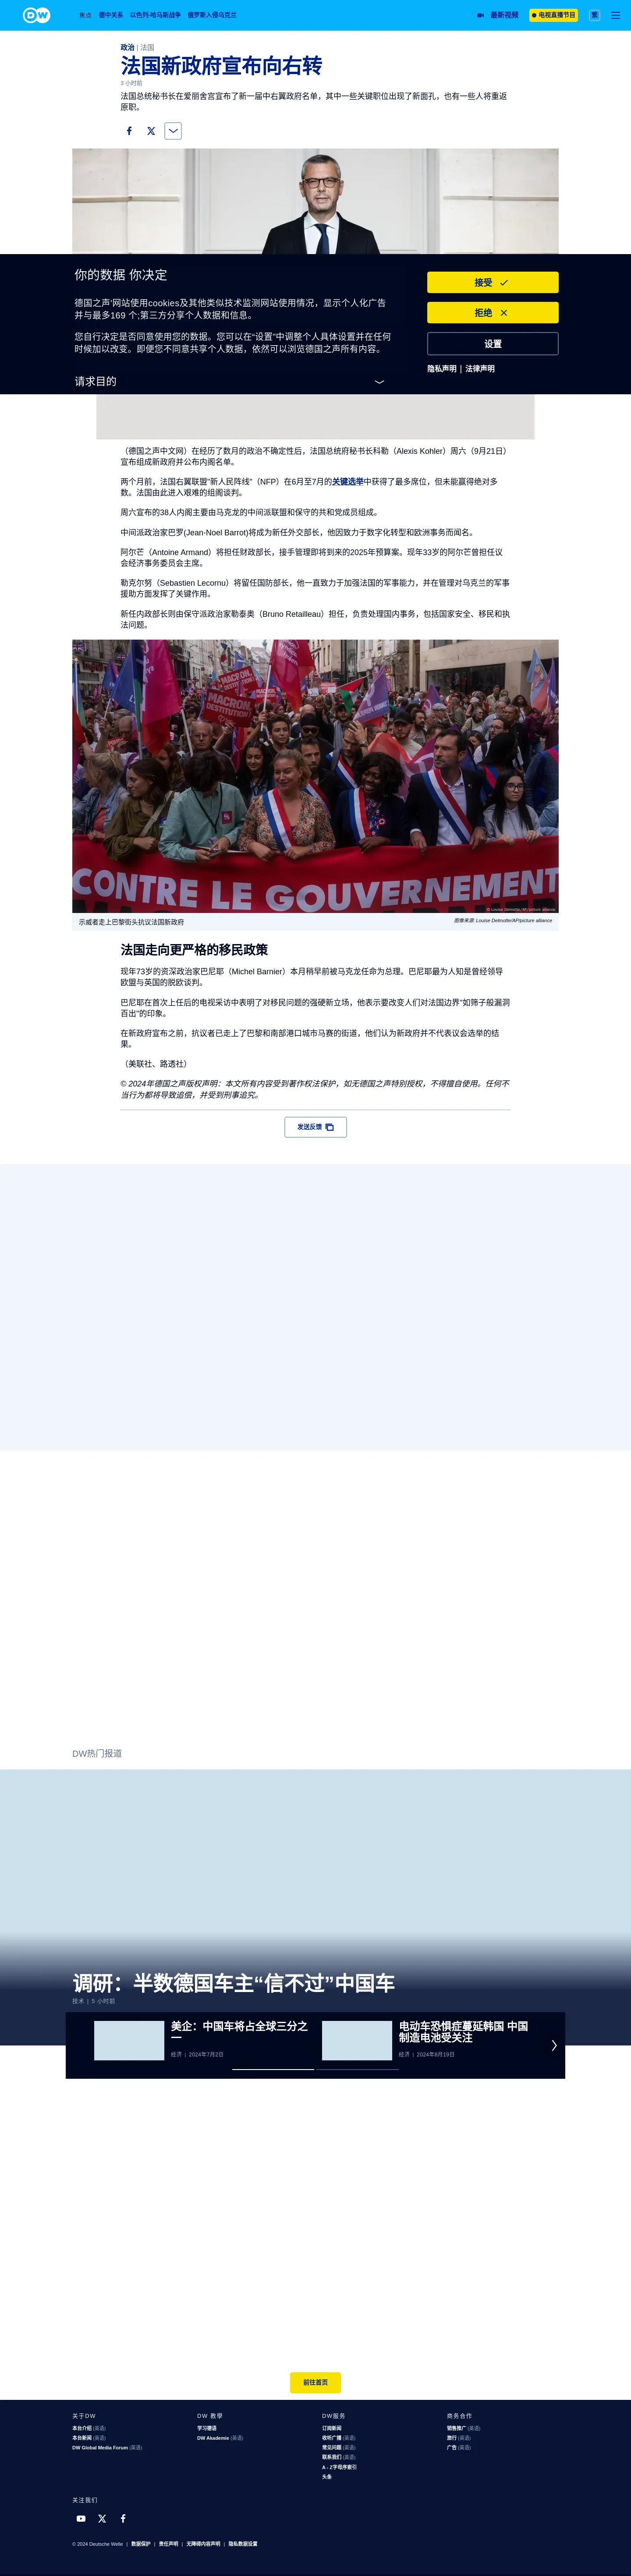 DW
焦点
德中关系
以色列-哈马斯战争
俄罗斯入侵乌克兰
最新视频
电视直播节目
繁
政治 | 法国
法国新政府宣布向右转
3 小时前
法国总统秘书长在爱丽舍宫宣布了新一届中右翼政府名单，其中一些关键职位出现了新面孔，也有一些人将重返
原职。
你的数据 你决定
德国之声'网站使用cookies及其他类似技术监测网站使用情况，显示个人化广告
并与最多169 个;第三方分享个人数据和信息。
您自行决定是否同意使用您的数据。您可以在"设置"中调整个人具体设置并在任何
时候加以改变。即便您不同意共享个人数据，依然可以浏览德国之声所有内容。
请求目的
接受
拒绝
设置
隐私声明 | 法律声明
（德国之声中文网）在经历了数月的政治不确定性后，法国总统府秘书长科勒（Alexis Kohler）周六（9月21日）
宣布组成新政府并公布内阁名单。
两个月前，法国右翼联盟"新人民阵线"（NFP）在6月至7月的关键选举中获得了最多席位，但未能赢得绝对多
数。法国由此进入艰难的组阁谈判。
周六宣布的38人内阁主要由马克龙的中间派联盟和保守的共和党成员组成。
中间派政治家巴罗(Jean-Noel Barrot)将成为新任外交部长，他因致力于数字化转型和欧洲事务而闻名。
阿尔芒（Antoine Armand）将担任财政部长，接手管理即将到来的2025年预算案。现年33岁的阿尔芒曾担任议
会经济事务委员会主席。
勒克尔努（Sebastien Lecornu）将留任国防部长，他一直致力于加强法国的军事能力，并在管理对乌克兰的军事
援助方面发挥了关键作用。
新任内政部长则由保守派政治家勒泰奥（Bruno Retailleau）担任，负责处理国内事务，包括国家安全、移民和执
法问题。
MACRON
DESTITUTION!
MACRON
DESTITUTION!
CONTRE LE GOUVERNEMENT
© Louise Delmotte/AP/picture alliance
示威者走上巴黎街头抗议法国新政府
图像来源: Louise Delmotte/AP/picture alliance
法国走向更严格的移民政策
现年73岁的资深政治家巴尼耶（Michel Barnier）本月稍早前被马克龙任命为总理。巴尼耶最为人知是曾经领导
欧盟与英国的脱欧谈判。
巴尼耶在首次上任后的电视采访中表明了对移民问题的强硬新立场，他表示要改变人们对法国边界"如筛子般漏洞
百出"的印象。
在新政府宣布之前，抗议者已走上了巴黎和南部港口城市马赛的街道，他们认为新政府并不代表议会选举的结
果。
（美联社、路透社）
© 2024年德国之声版权声明：本文所有内容受到著作权法保护，如无德国之声特别授权，不得擅自使用。任何不
当行为都将导致追偿，并受到刑事追究。
发送反馈
DW热门报道
调研：半数德国车主“信不过”中国车
技术 | 5 小时前
美企：中国车将占全球三分之
一
经济 | 2024年7月2日
电动车恐惧症蔓延韩国 中国
制造电池受关注
经济 | 2024年8月19日
前往首页
关于DW
本台介绍 (英语)
本台新闻 (英语)
DW Global Media Forum (英语)
DW 教學
学习德语
DW Akademie (英语)
DW服务
订阅新闻
收听广播 (英语)
常见问题 (英语)
联系我们 (英语)
A - Z字母序索引
头条
商务合作
销售推广 (英语)
旅行 (英语)
广告 (英语)
关注我们
© 2024 Deutsche Welle | 数据保护 | 责任声明 | 无障碍内容声明 | 隐私数据设置